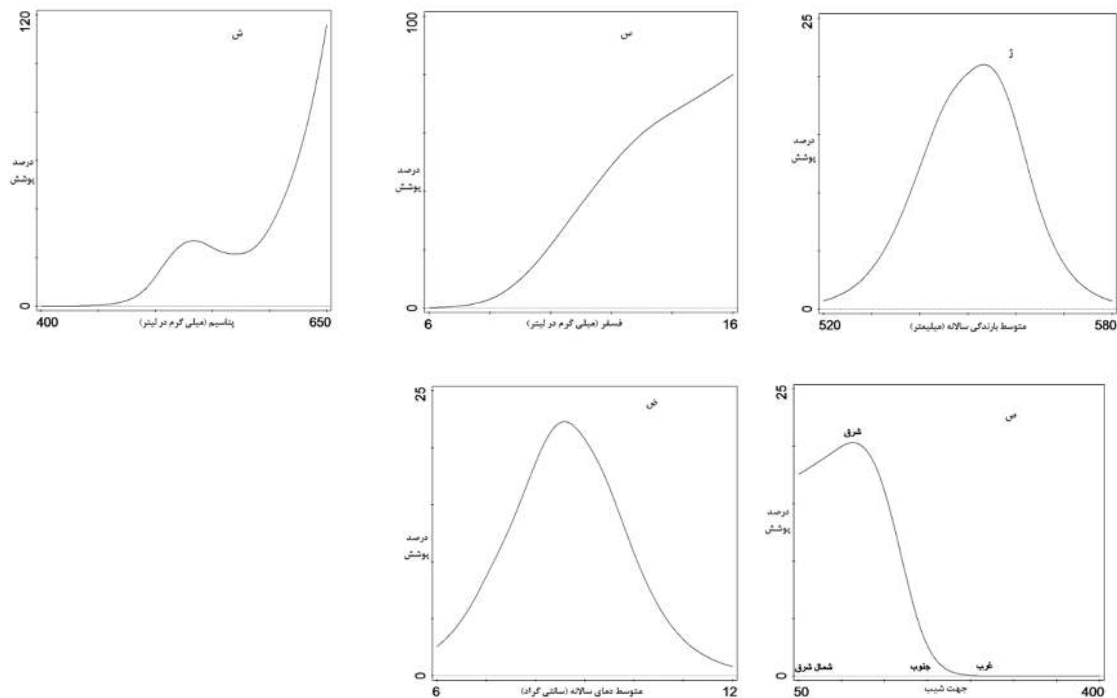 ژ
25
0
درصد
پوشش
520
متوسط بارندگی سالانه (میلیمتر)
580
س
100
0
درصد
پوشش
6
فسفر (میلی گرم در لیتر)
16
ش
120
0
درصد
پوشش
400
پتاسیم (میلی گرم در لیتر)
650
ص
25
0
درصد
پوشش
شرق
شمال شرق
جنوب
غرب
50
جهت شیب
400
ض
25
0
درصد
پوشش
6
متوسط دمای سالانه (سانتی گراد)
12